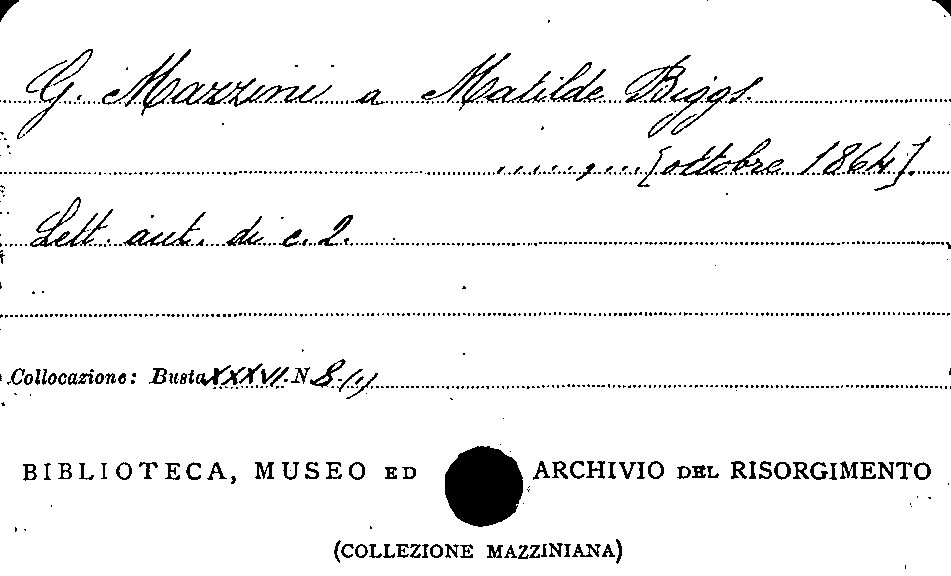 G. Mazzini a Matilde Biggs.
.....,...[ottobre 1864].
Lett. aut. di c. 2.
Collocazione: Busta XXXVI. N 8-(1)
BIBLIOTECA, MUSEO ED ARCHIVIO DEL RISORGIMENTO
(COLLEZIONE MAZZINIANA)